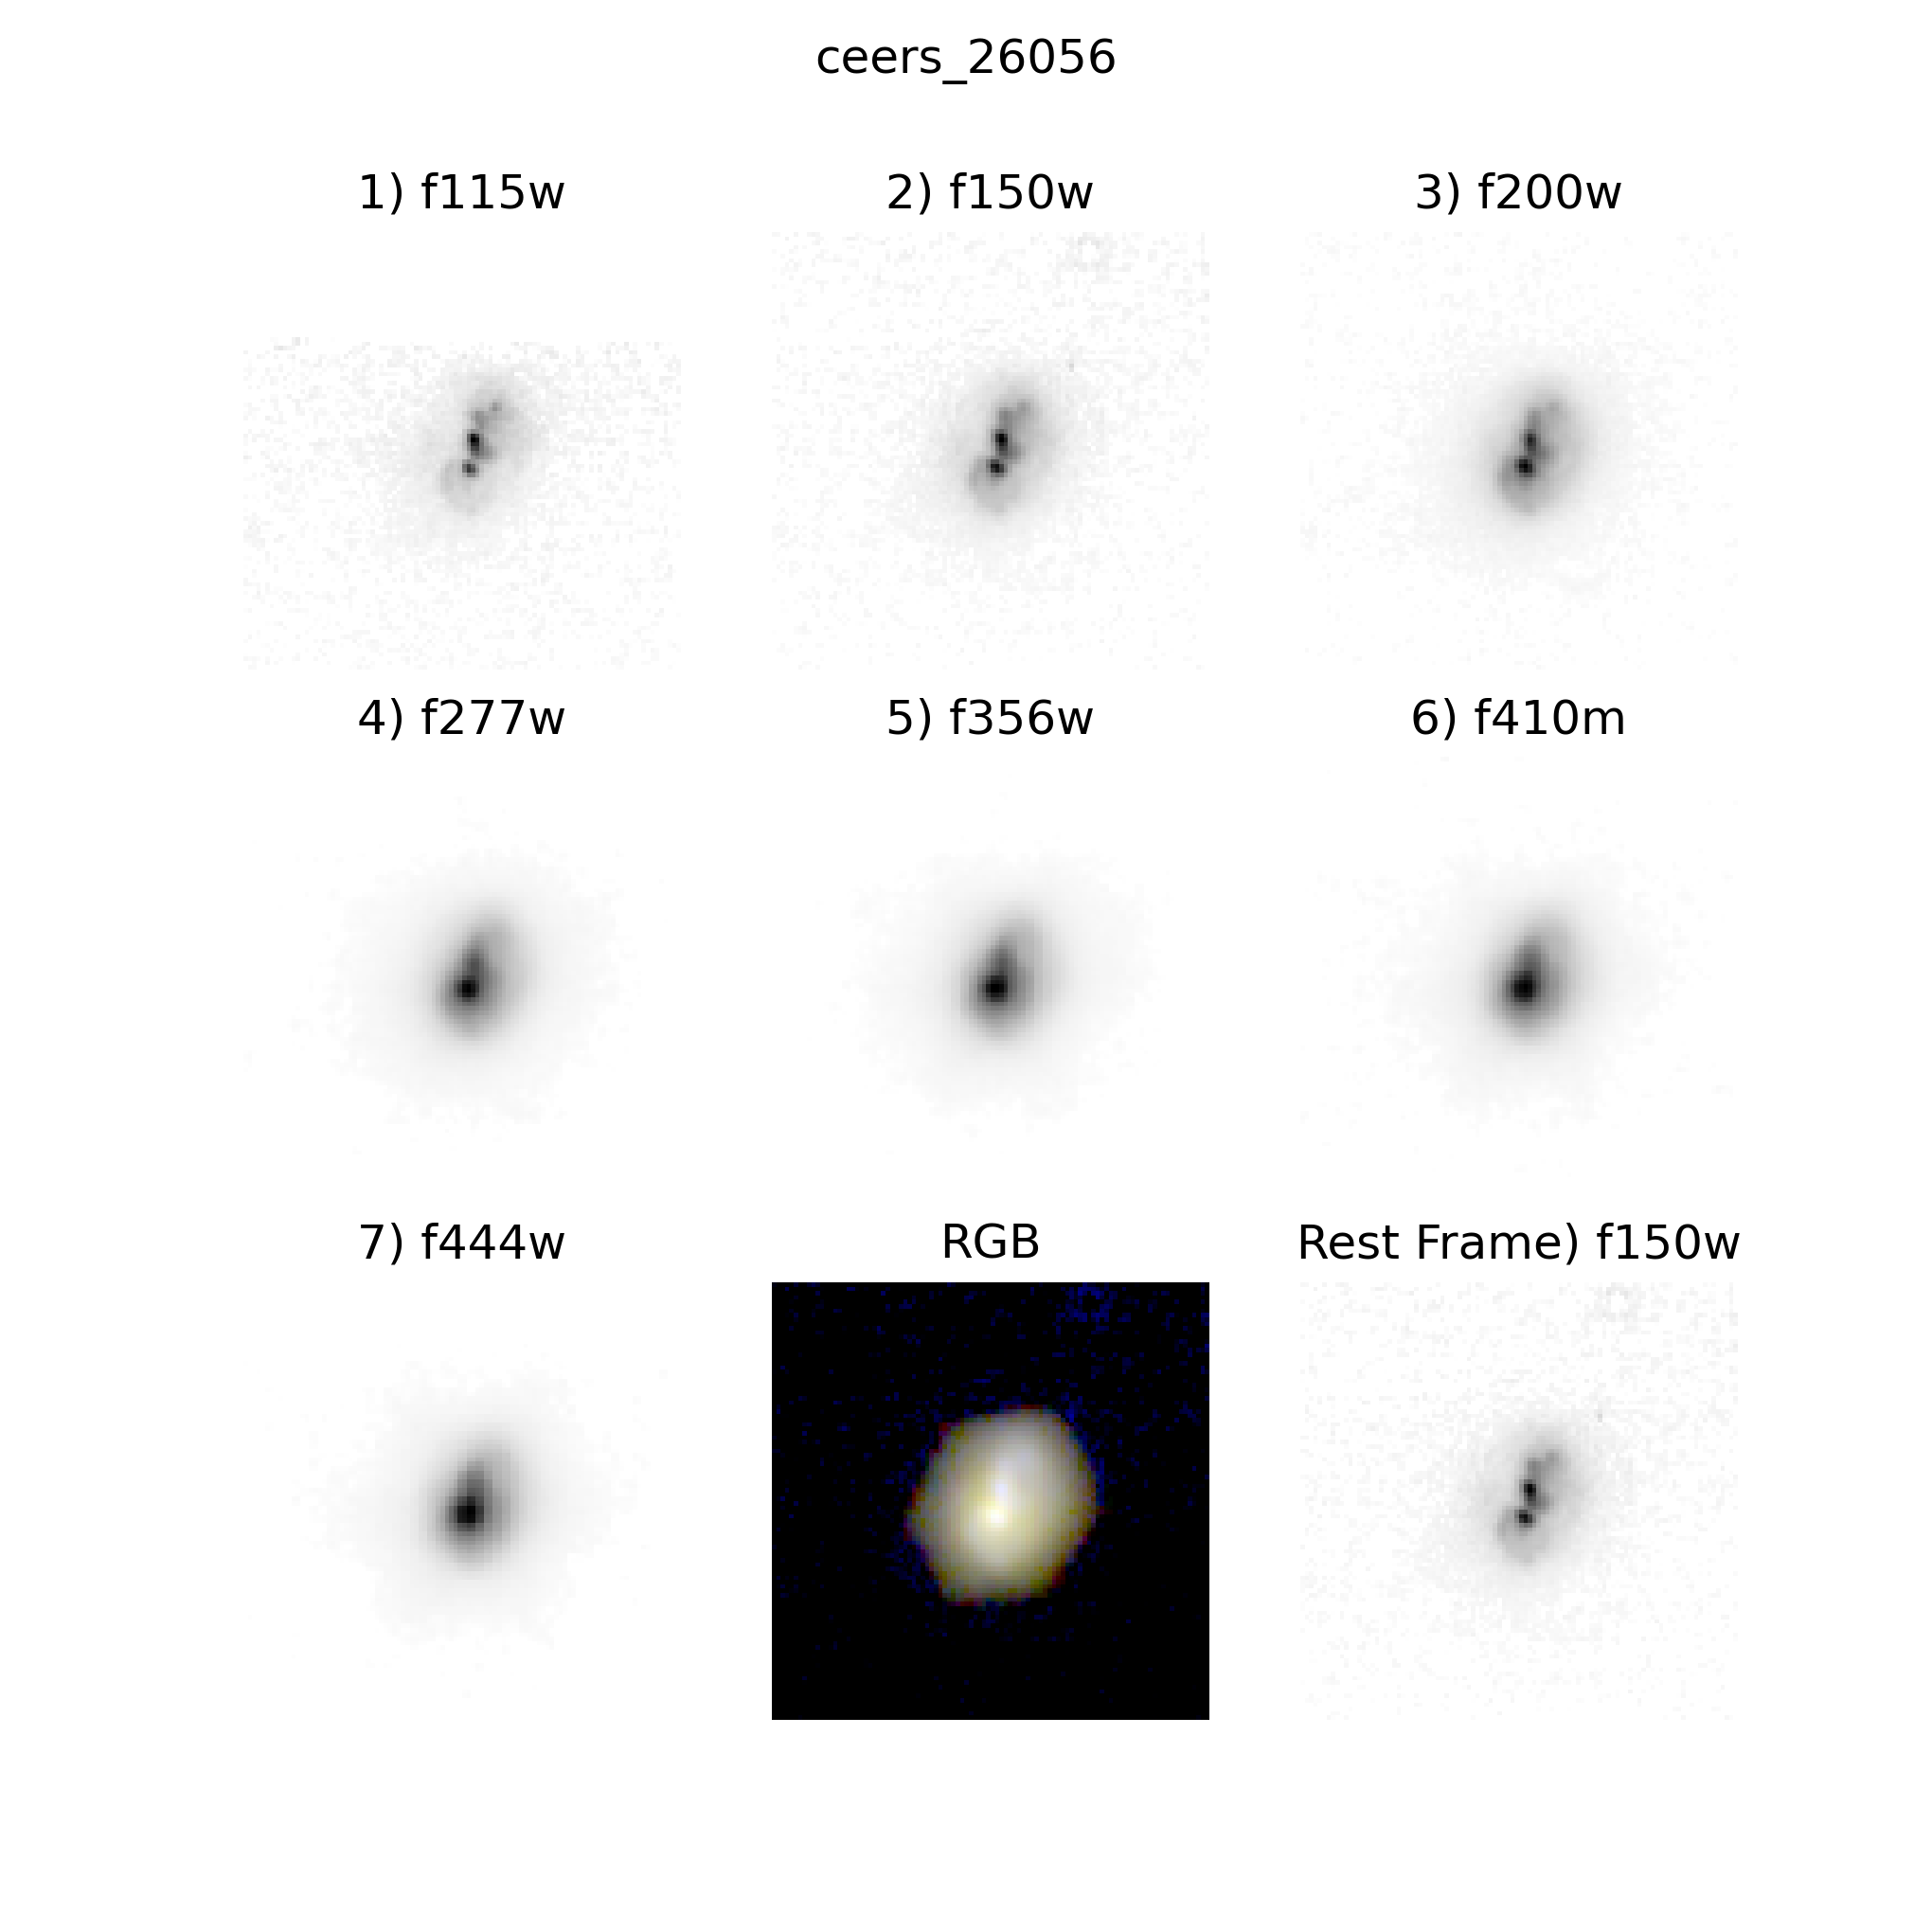 ceers_26056
1) f115w
2) f150w
3) f200w
4) f277w
5) f356w
6) f410m
7) f444w
RGB
Rest Frame) f150w